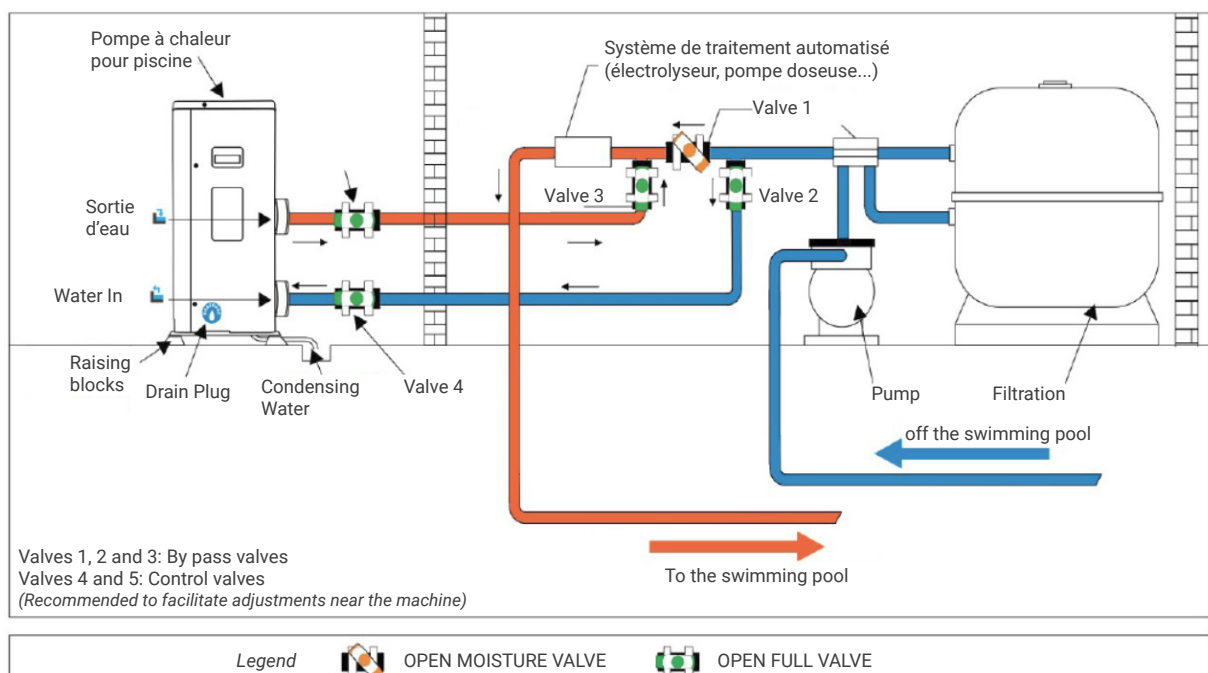 Pompe à chaleur
pour piscine
Système de traitement automatisé
(électrolyseur, pompe doseuse...)
Valve 1
Valve 3
Valve 2
Sortie
d'eau
Water In
Raising
blocks
Drain Plug
Condensing
Water
Valve 4
Pump
Filtration
off the swimming pool
To the swimming pool
Valves 1, 2 and 3: By pass valves
Valves 4 and 5: Control valves
(Recommended to facilitate adjustments near the machine)
Legend
OPEN MOISTURE VALVE
OPEN FULL VALVE